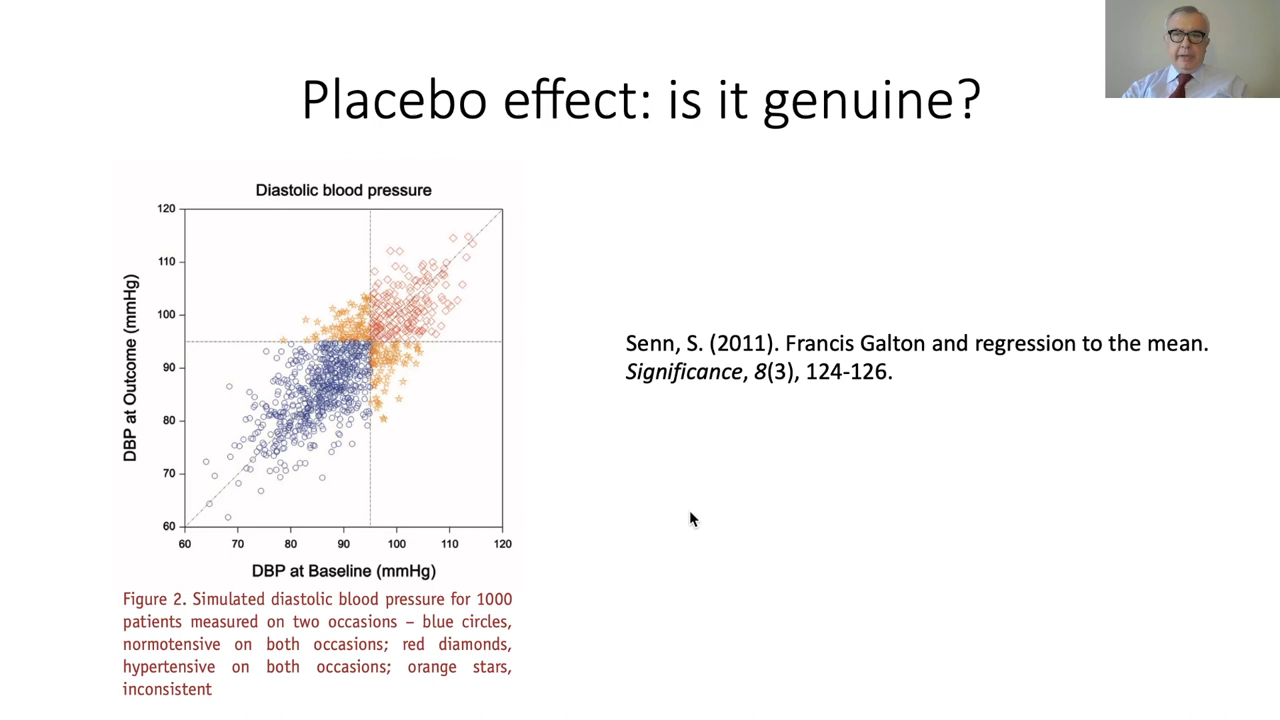 Placebo effect: is it genuine?
Diastolic blood pressure
120
110
100
90
80
70
60
DBP at Outcome (mmHg)
60 70 80 90 100 110 120
DBP at Baseline (mmHg)
Figure 2. Simulated diastolic blood pressure for 1000
patients measured on two occasions – blue circles,
normotensive on both occasions; red diamonds,
hypertensive on both occasions; orange stars,
inconsistent
Senn, S. (2011). Francis Galton and regression to the mean.
Significance, 8(3), 124-126.